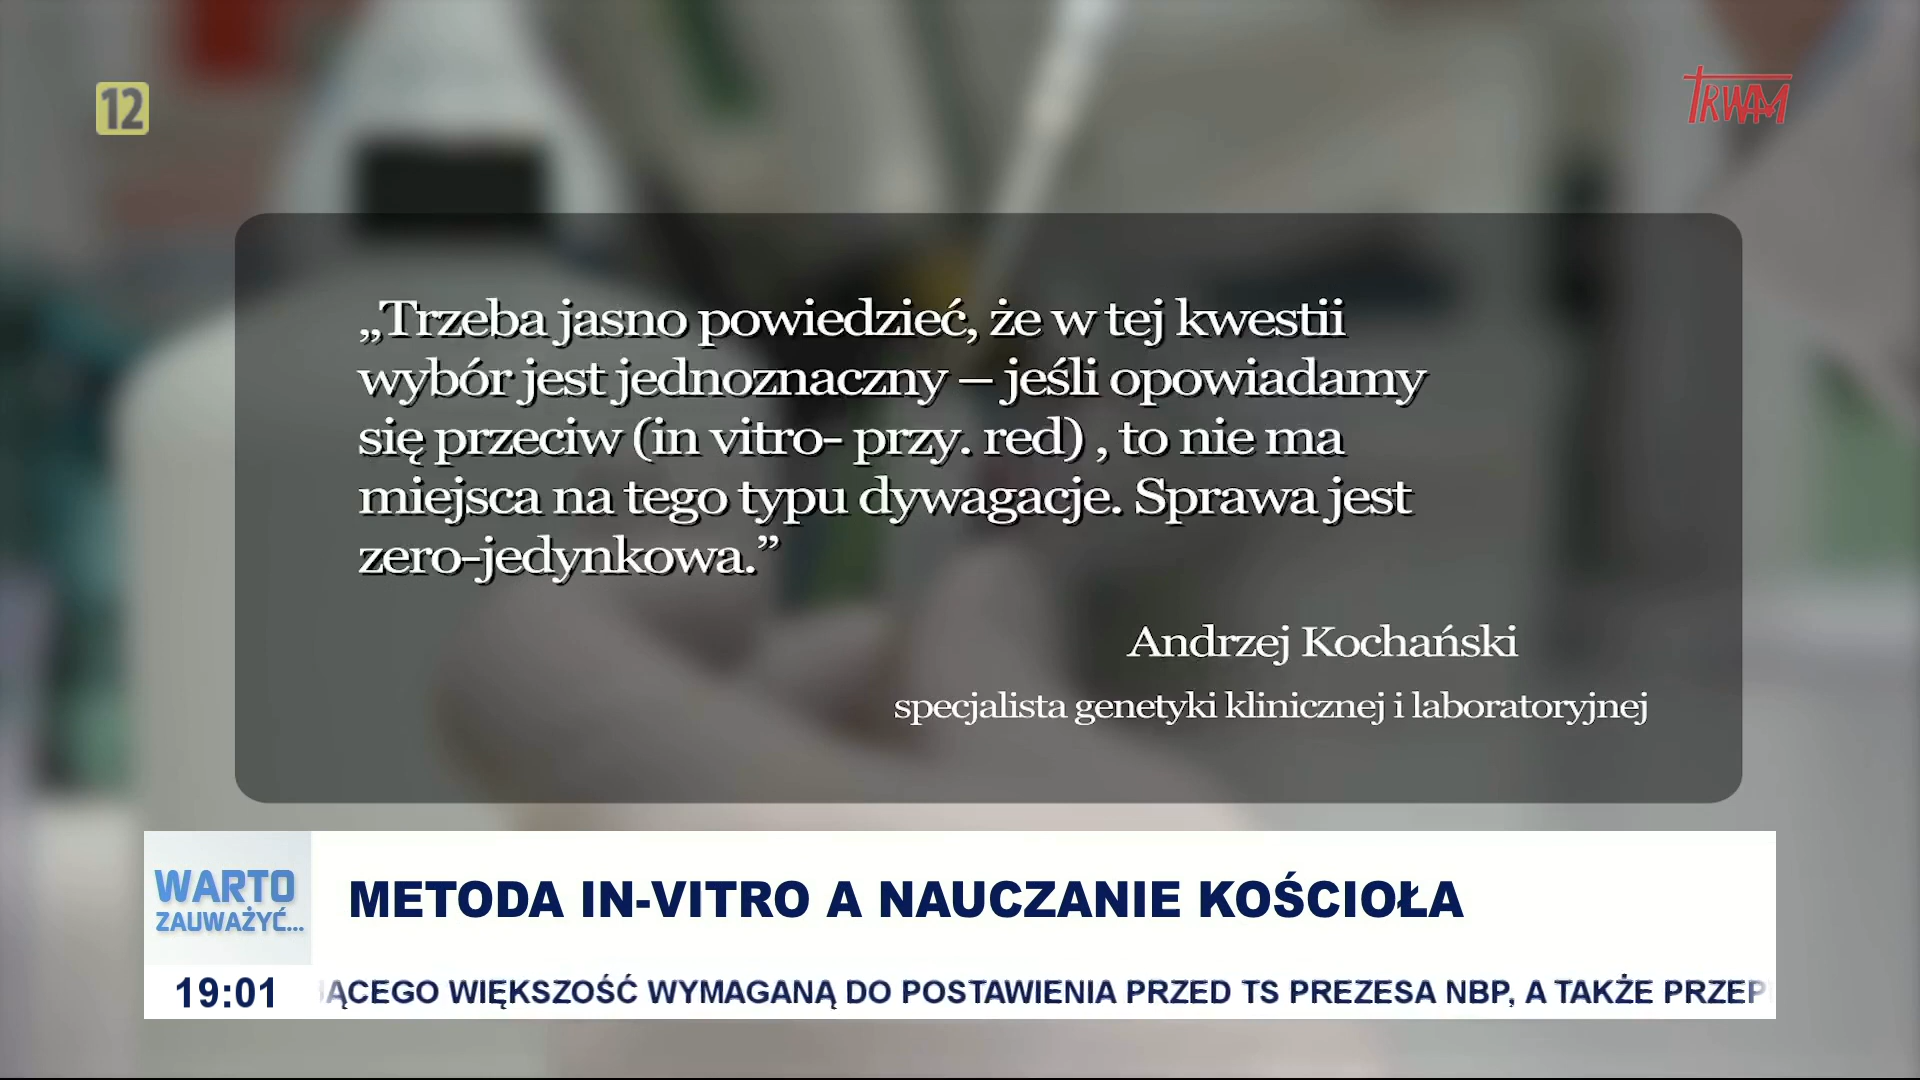 12
TRWAM
„Trzeba jasno powiedzieć, że w tej kwestii
wybór jest jednoznaczny – jeśli opowiadamy
się przeciw (in vitro- przy. red) , to nie ma
miejsca na tego typu dywagacje. Sprawa jest
zero-jedynkowa.”
Andrzej Kochański
specjalista genetyki klinicznej i laboratoryjnej
WARTO
ZAUWAŻYĆ...
METODA IN-VITRO A NAUCZANIE KOŚCIOŁA
19:01
JĄCEGO WIĘKSZOŚĆ WYMAGANĄ DO POSTAWIENIA PRZED TS PREZESA NBP, A TAKŻE PRZEP